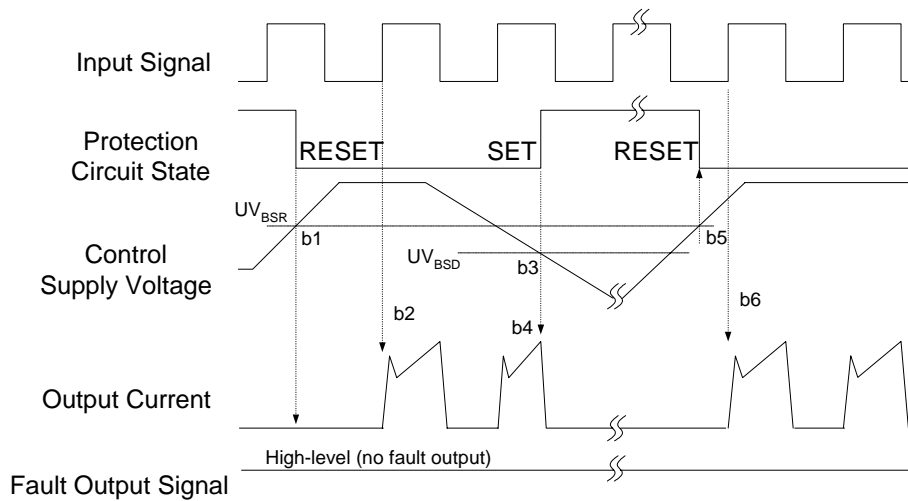 Input Signal
Protection
Circuit State
RESET
SET
RESET
UVBSR
b1
b5
Control
Supply Voltage
UVBSD
b3
b2
b4
b6
Output Current
High-level (no fault output)
Fault Output Signal